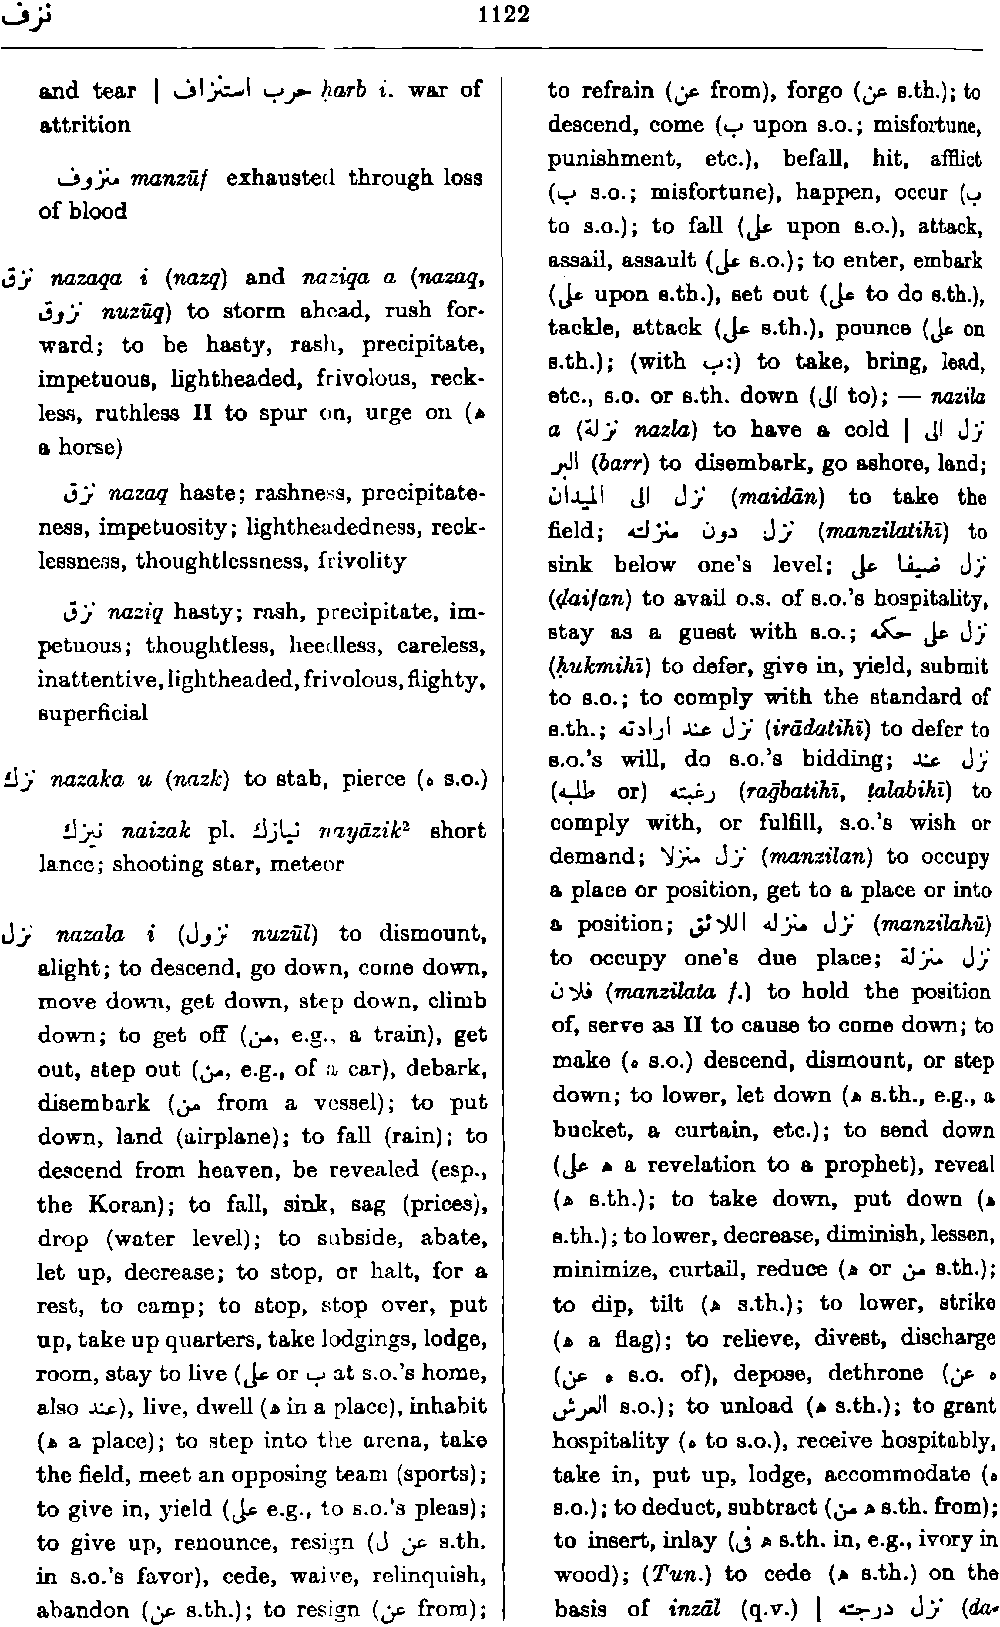 نزف
1122
and tear | حرب استنزاف ḥarb i. war of
attrition
منزوف manzūf exhausted through loss
of blood
نزق nazaqa i (nazq) and naziqa a (nazaq,
نزوق nuzūq) to storm ahead, rush for-
ward; to be hasty, rash, precipitate,
impetuous, lightheaded, frivolous, reck-
less, ruthless II to spur on, urge on (ه
a horse)
نزق nazaq haste; rashness, precipitate-
ness, impetuosity; lightheadedness, reck-
lessness, thoughtlessness, frivolity
نزق naziq hasty; rash, precipitate, im-
petuous; thoughtless, heedless, careless,
inattentive, lightheaded, frivolous, flighty,
superficial
نزك nazaka u (nazk) to stab, pierce (ه s.o.)
نيزك naizak pl. نيازك nayāzik² short
lance; shooting star, meteor
نزل nazala i (نزول nuzūl) to dismount,
alight; to descend, go down, come down,
move down, get down, step down, climb
down; to get off (من, e.g., a train), get
out, step out (من, e.g., of a car), debark,
disembark (من from a vessel); to put
down, land (airplane); to fall (rain); to
descend from heaven, be revealed (esp.,
the Koran); to fall, sink, sag (prices),
drop (water level); to subside, abate,
let up, decrease; to stop, or halt, for a
rest, to camp; to stop, stop over, put
up, take up quarters, take lodgings, lodge,
room, stay to live (على or ب at s.o.'s home,
also عند), live, dwell (ه in a place), inhabit
(ه a place); to step into the arena, take
the field, meet an opposing team (sports);
to give in, yield (على e.g., to s.o.'s pleas);
to give up, renounce, resign (ل عن s.th.
in s.o.'s favor), cede, waive, relinquish,
abandon (عن s.th.); to resign (عن from);
to refrain (عن from), forgo (عن s.th.); to
descend, come (ب upon s.o.; misfortune,
punishment, etc.), befall, hit, afflict
(ب s.o.; misfortune), happen, occur (ب
to s.o.); to fall (على upon s.o.), attack,
assail, assault (على s.o.); to enter, embark
(على upon s.th.), set out (على to do s.th.),
tackle, attack (على s.th.), pounce (على on
s.th.); (with ب:) to take, bring, lead,
etc., s.o. or s.th. down (الى to); — nazila
a (نزلة nazla) to have a cold | نزل الى
البر (barr) to disembark, go ashore, land;
نزل الى الميدان (maidān) to take the
field; نزل دون منزلته (manzilatihī) to
sink below one's level; نزل ضيفا على
(ḍaifan) to avail o.s. of s.o.'s hospitality,
stay as a guest with s.o.; نزل على حكمه
(ḥukmihī) to defer, give in, yield, submit
to s.o.; to comply with the standard of
s.th.; نزل عند ارادته (irādatihī) to defer to
s.o.'s will, do s.o.'s bidding; نزل عند
(طلبه or) رغبته (raḡbatihī, ṭalabihī) to
comply with, or fulfill, s.o.'s wish or
demand; نزل منزلا (manzilan) to occupy
a place or position, get to a place or into
a position; نزل منزله اللائق (manzilahū)
to occupy one's due place; نزل منزلة
فلان (manzilata f.) to hold the position
of, serve as II to cause to come down; to
make (ه s.o.) descend, dismount, or step
down; to lower, let down (ه s.th., e.g., a
bucket, a curtain, etc.); to send down
(ه على a revelation to a prophet), reveal
(ه s.th.); to take down, put down (ه
s.th.); to lower, decrease, diminish, lessen,
minimize, curtail, reduce (ه or من s.th.);
to dip, tilt (ه s.th.); to lower, strike
(ه a flag); to relieve, divest, discharge
(ه عن s.o. of), depose, dethrone (ه عن
العرش s.o.); to unload (ه s.th.); to grant
hospitality (ه to s.o.), receive hospitably,
take in, put up, lodge, accommodate (ه
s.o.); to deduct, subtract (ه من s.th. from);
to insert, inlay (ه في s.th. in, e.g., ivory in
wood); (Tun.) to cede (ه s.th.) on the
basis of inzāl (q.v.) | نزل درجته (da-